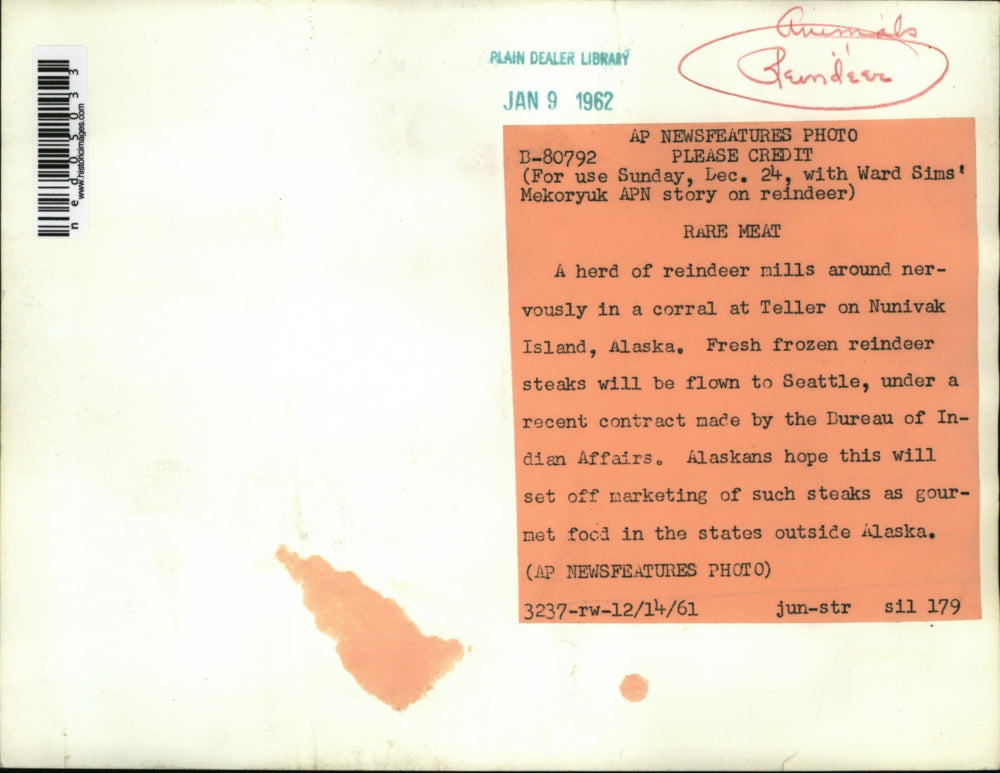 Animals
Reindeer
PLAIN DEALER LIBRARY
JAN 9 1962
ned05033
www.historicimages.com
AP NEWSFEATURES PHOTO
B-80792 PLEASE CREDIT
(For use Sunday, Dec. 24, with Ward Sims'
Mekoryuk APN story on reindeer)
RARE MEAT
A herd of reindeer mills around ner-
vously in a corral at Teller on Nunivak
Island, Alaska. Fresh frozen reindeer
steaks will be flown to Seattle, under a
recent contract made by the Bureau of In-
dian Affairs. Alaskans hope this will
set off marketing of such steaks as gour-
met food in the states outside Alaska.
(AP NEWSFEATURES PHOTO)
3237-rw-12/14/61 jun-str sil 179